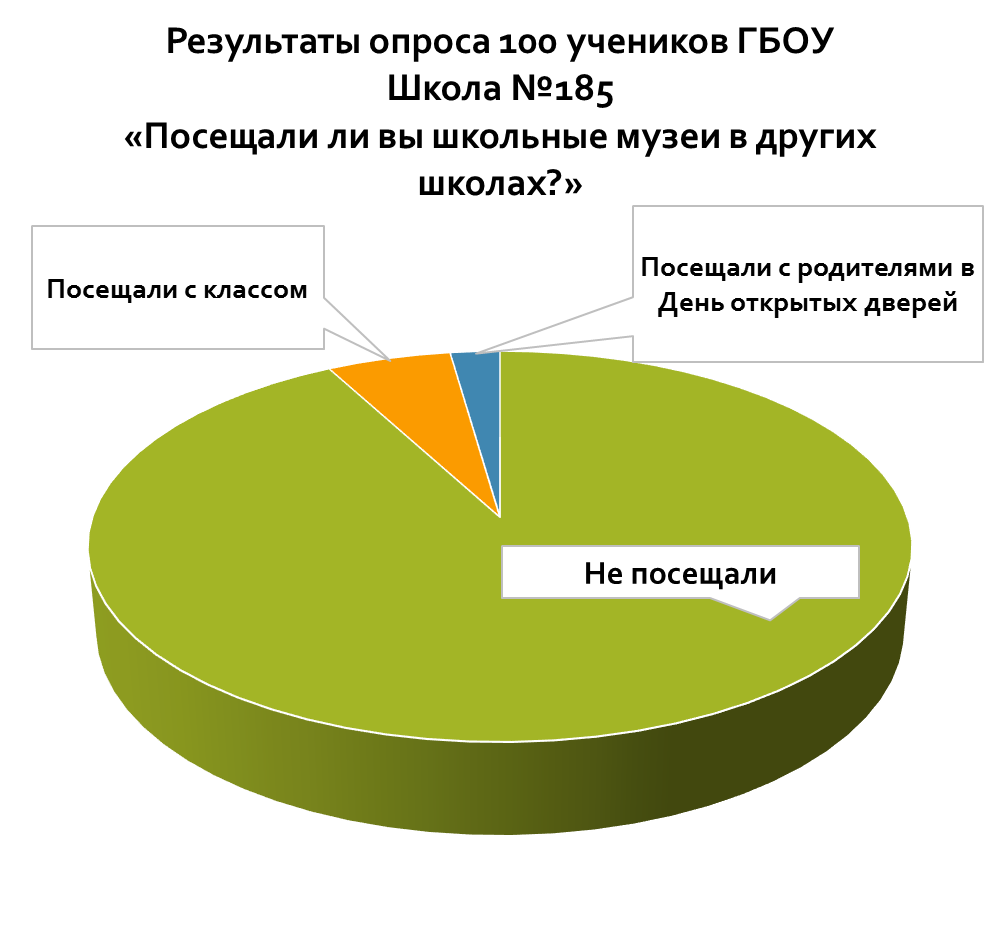 Результаты опроса 100 учеников ГБОУ
Школа №185
«Посещали ли вы школьные музеи в других
школах?»
Посещали с классом
Посещали с родителями в
День открытых дверей
Не посещали